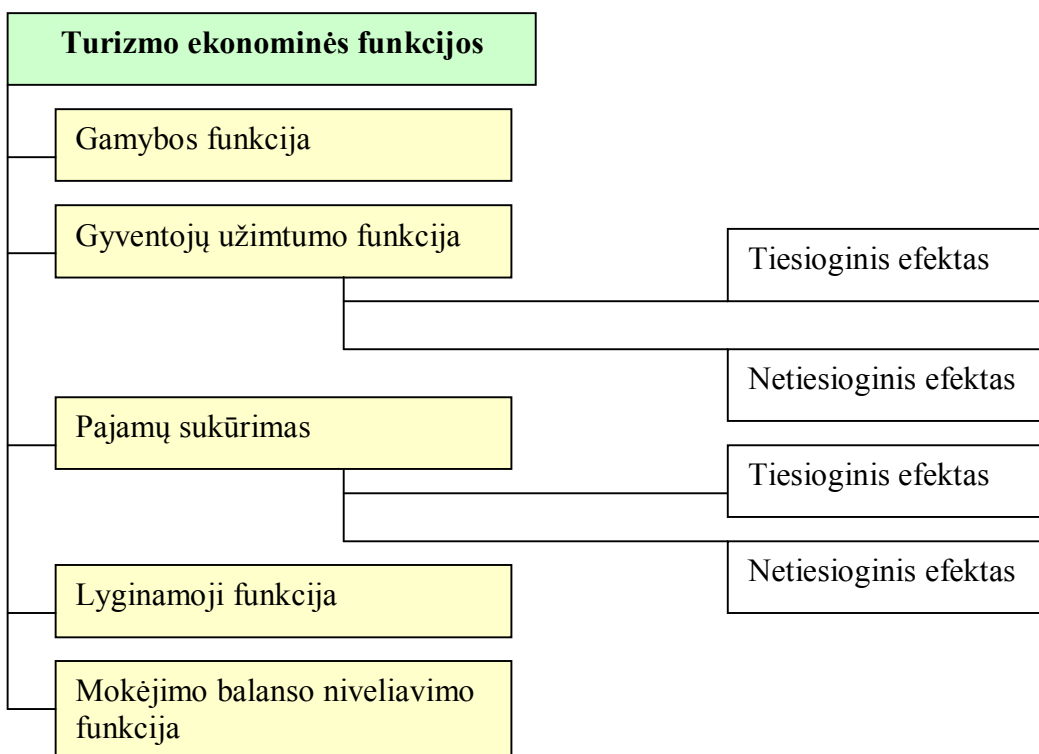 Turizmo ekonominės funkcijos
Gamybos funkcija
Gyventojų užimtumo funkcija
Tiesioginis efektas
Netiesioginis efektas
Pajamų sukūrimas
Tiesioginis efektas
Netiesioginis efektas
Lyginamoji funkcija
Mokėjimo balanso niveliavimo
funkcija